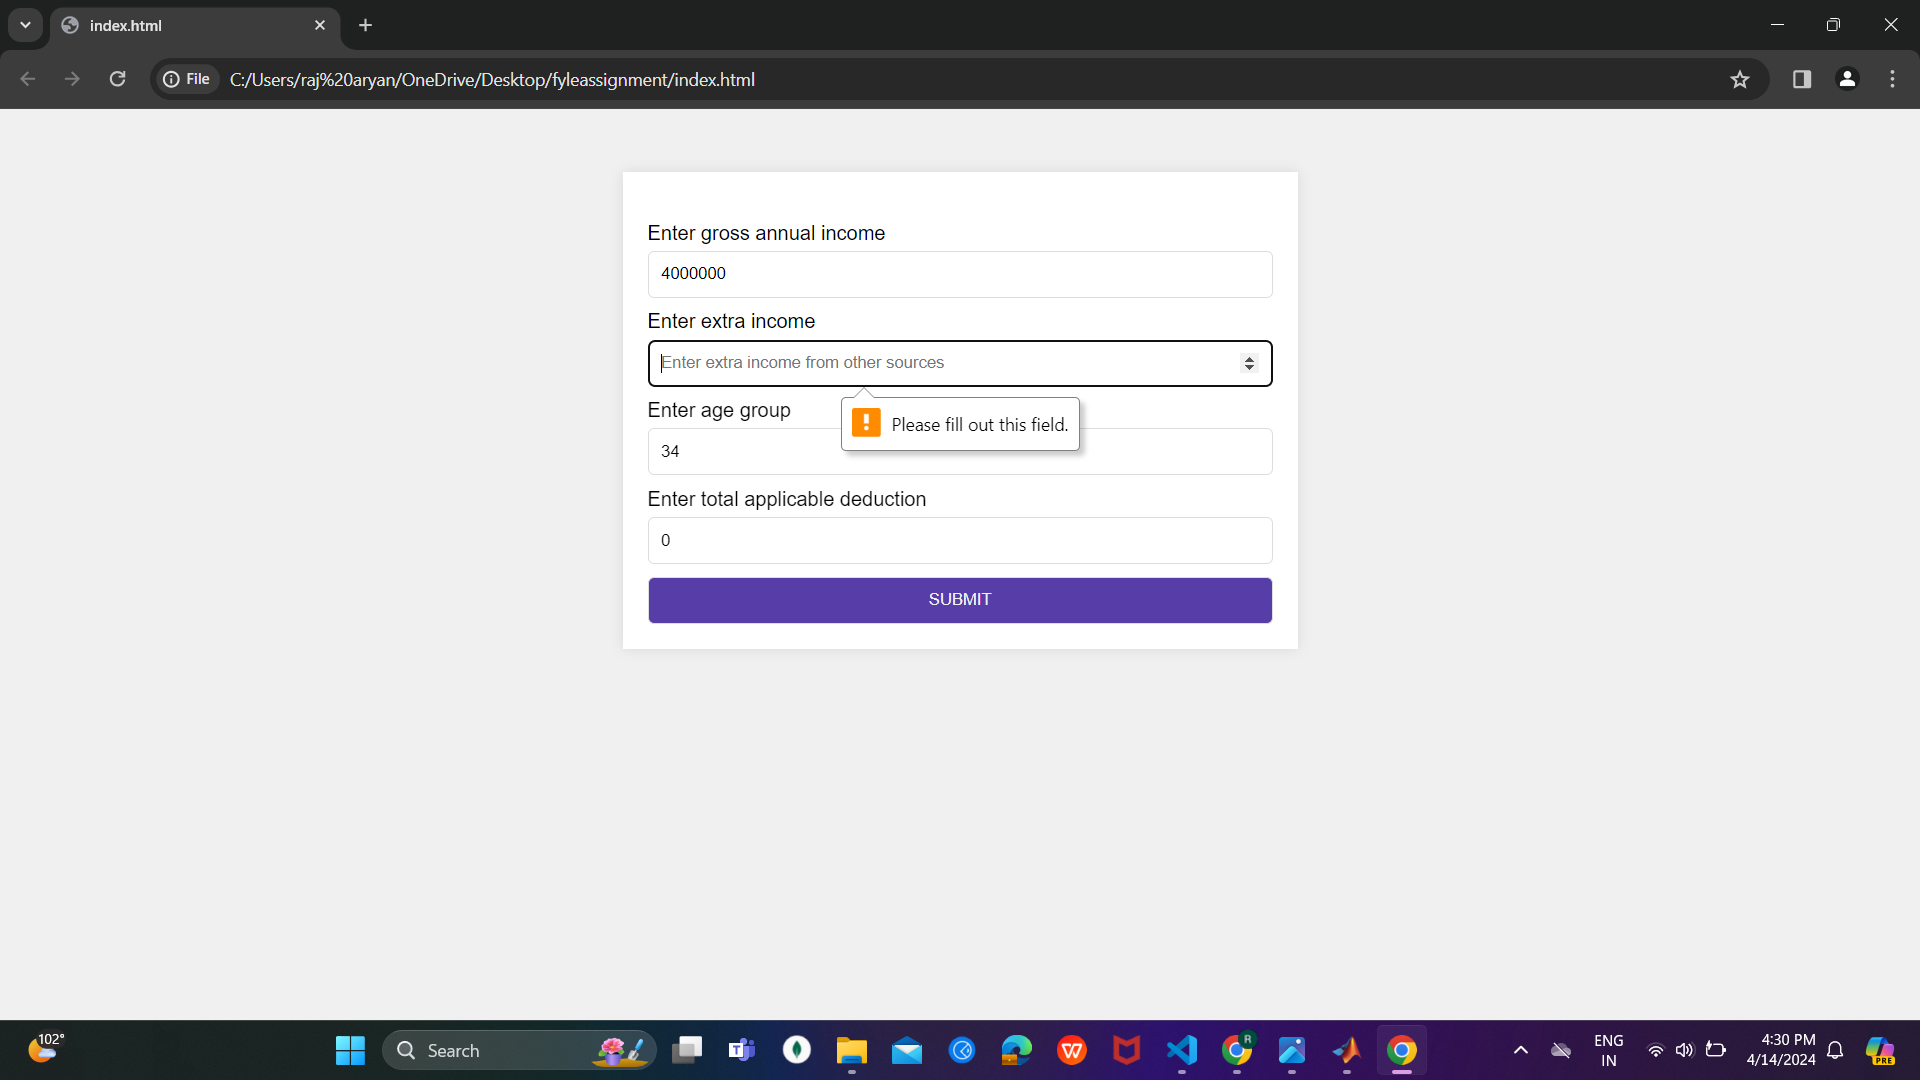 index.html
File
C:/Users/raj%20aryan/OneDrive/Desktop/fyleassignment/index.html
Enter gross annual income
4000000
Enter extra income
Enter extra income from other sources
Please fill out this field.
Enter age group
34
Enter total applicable deduction
0
SUBMIT
102°
Search
T
W
R
ENG
IN
4:30 PM
4/14/2024
PRE